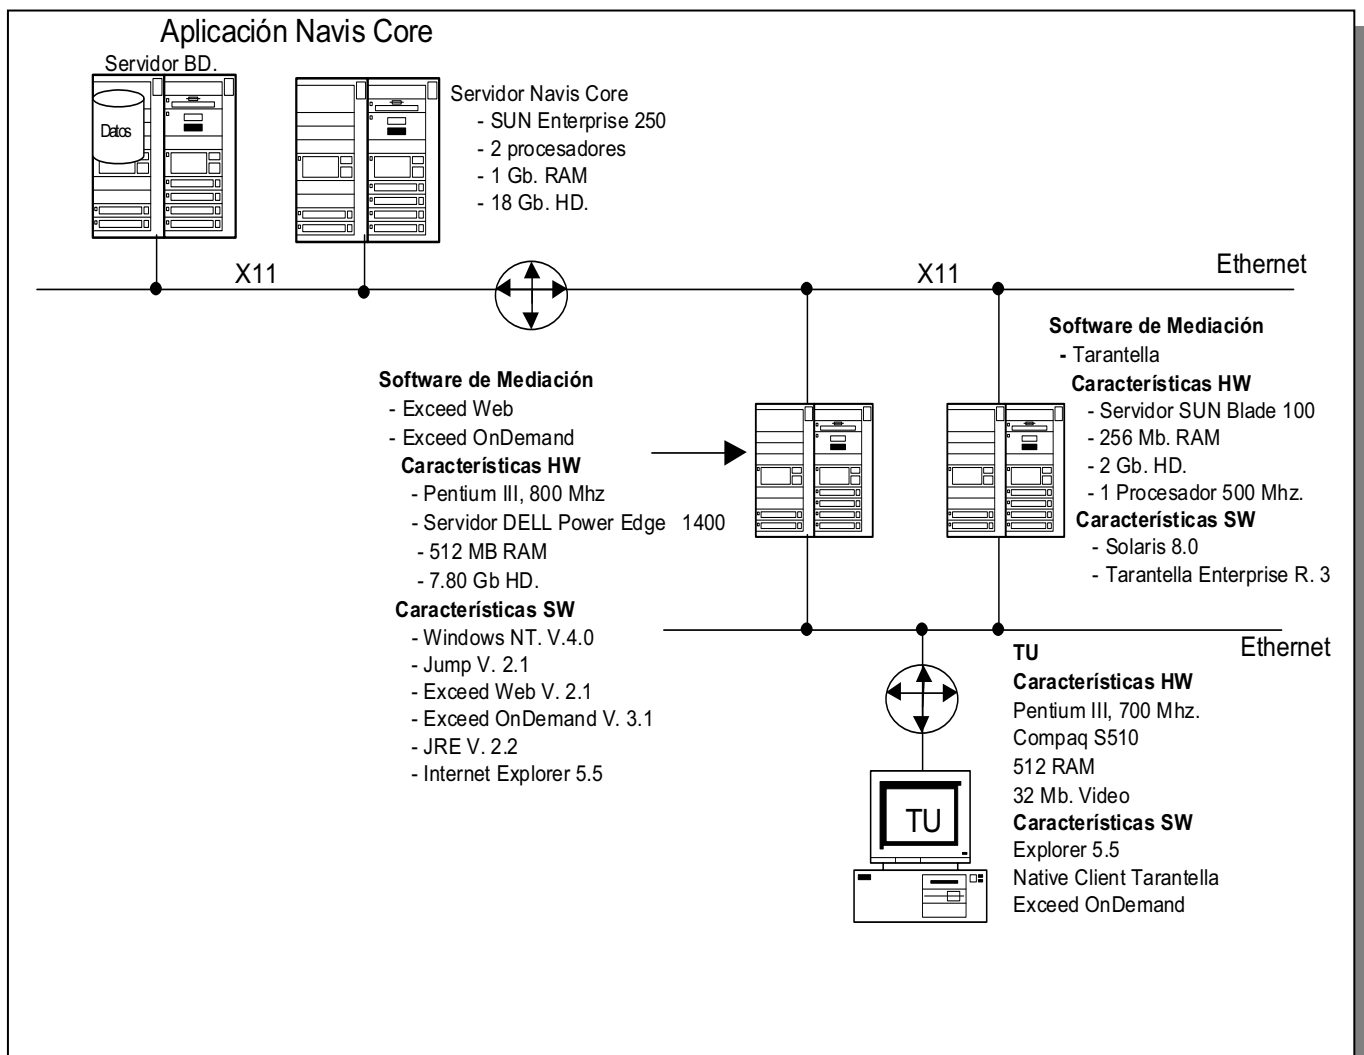 Aplicación Navis Core
Servidor BD.
Datos
Servidor Navis Core
- SUN Enterprise 250
- 2 procesadores
- 1 Gb. RAM
- 18 Gb. HD.
X11
X11
Ethernet
Software de Mediación
- Exceed Web
- Exceed OnDemand
Característícas HW
- Pentium III, 800 Mhz
- Servidor DELL Power Edge 1400
- 512 MB RAM
- 7.80 Gb HD.
Característícas SW
- Windows NT. V.4.0
- Jump V. 2.1
- Exceed Web V. 2.1
- Exceed OnDemand V. 3.1
- JRE V. 2.2
- Internet Explorer 5.5
Software de Mediación
- Tarantella
Característícas HW
- Servidor SUN Blade 100
- 256 Mb. RAM
- 2 Gb. HD.
- 1 Procesador 500 Mhz.
Característícas SW
- Solaris 8.0
- Tarantella Enterprise R. 3
Ethernet
TU
TU
Característícas HW
Pentium III, 700 Mhz.
Compaq S510
512 RAM
32 Mb. Video
Característícas SW
Explorer 5.5
Native Client Tarantella
Exceed OnDemand